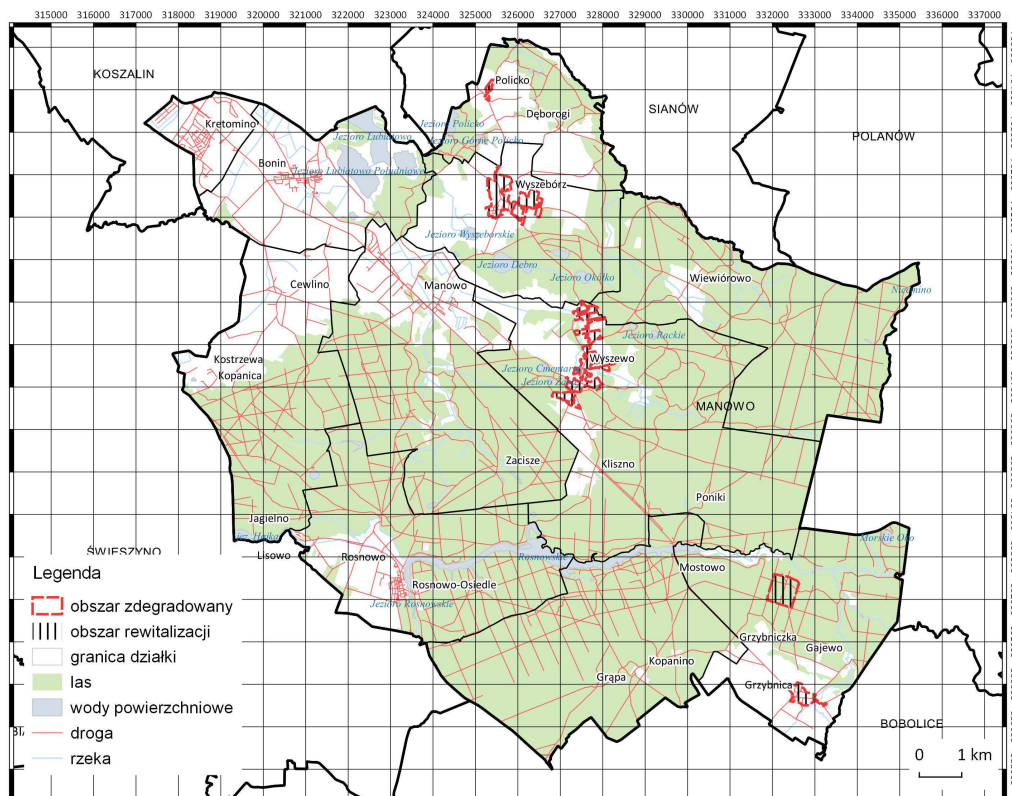 315000 316000 317000 318000 319000 320000 321000 322000 323000 324000 325000 326000 327000 328000 329000 330000 331000 332000 333000 334000 335000 336000 337000
KOSZALIN
Policko
SIANÓW
Dęborogi
Kretomino
Jezioro Policko
POLANÓW
Jezioro Lubiatowo
Jezioro Górne Policko
Bonin
Jezioro Lubiatowo Południowe
Wyszebórz
Jezioro Wyszeborskie
Jezioro Dębro
Jezioro Okółko
Wiewiórowo
Cewlino
Manowo
Jezioro Rackie
Kostrzewa
Wyszewo
Kopanica
Jezioro Cmentarne
MANOWO
Zacisze
Kliszno
Poniki
Jagielno
Morskie Oko
ŚWIESZYNO
Lisowo
Rosnowo
Rosnowskie
Mostowo
Rosnowo-Osiedle
Jezioro Rosnowskie
Grzybniczka
Gajewo
Kopanino
Grąpa
Grzybnica
BOBOLICE
Legenda
obszar zdegradowany
obszar rewitalizacji
granica działki
las
wody powierzchniowe
droga
rzeka
0 1 km